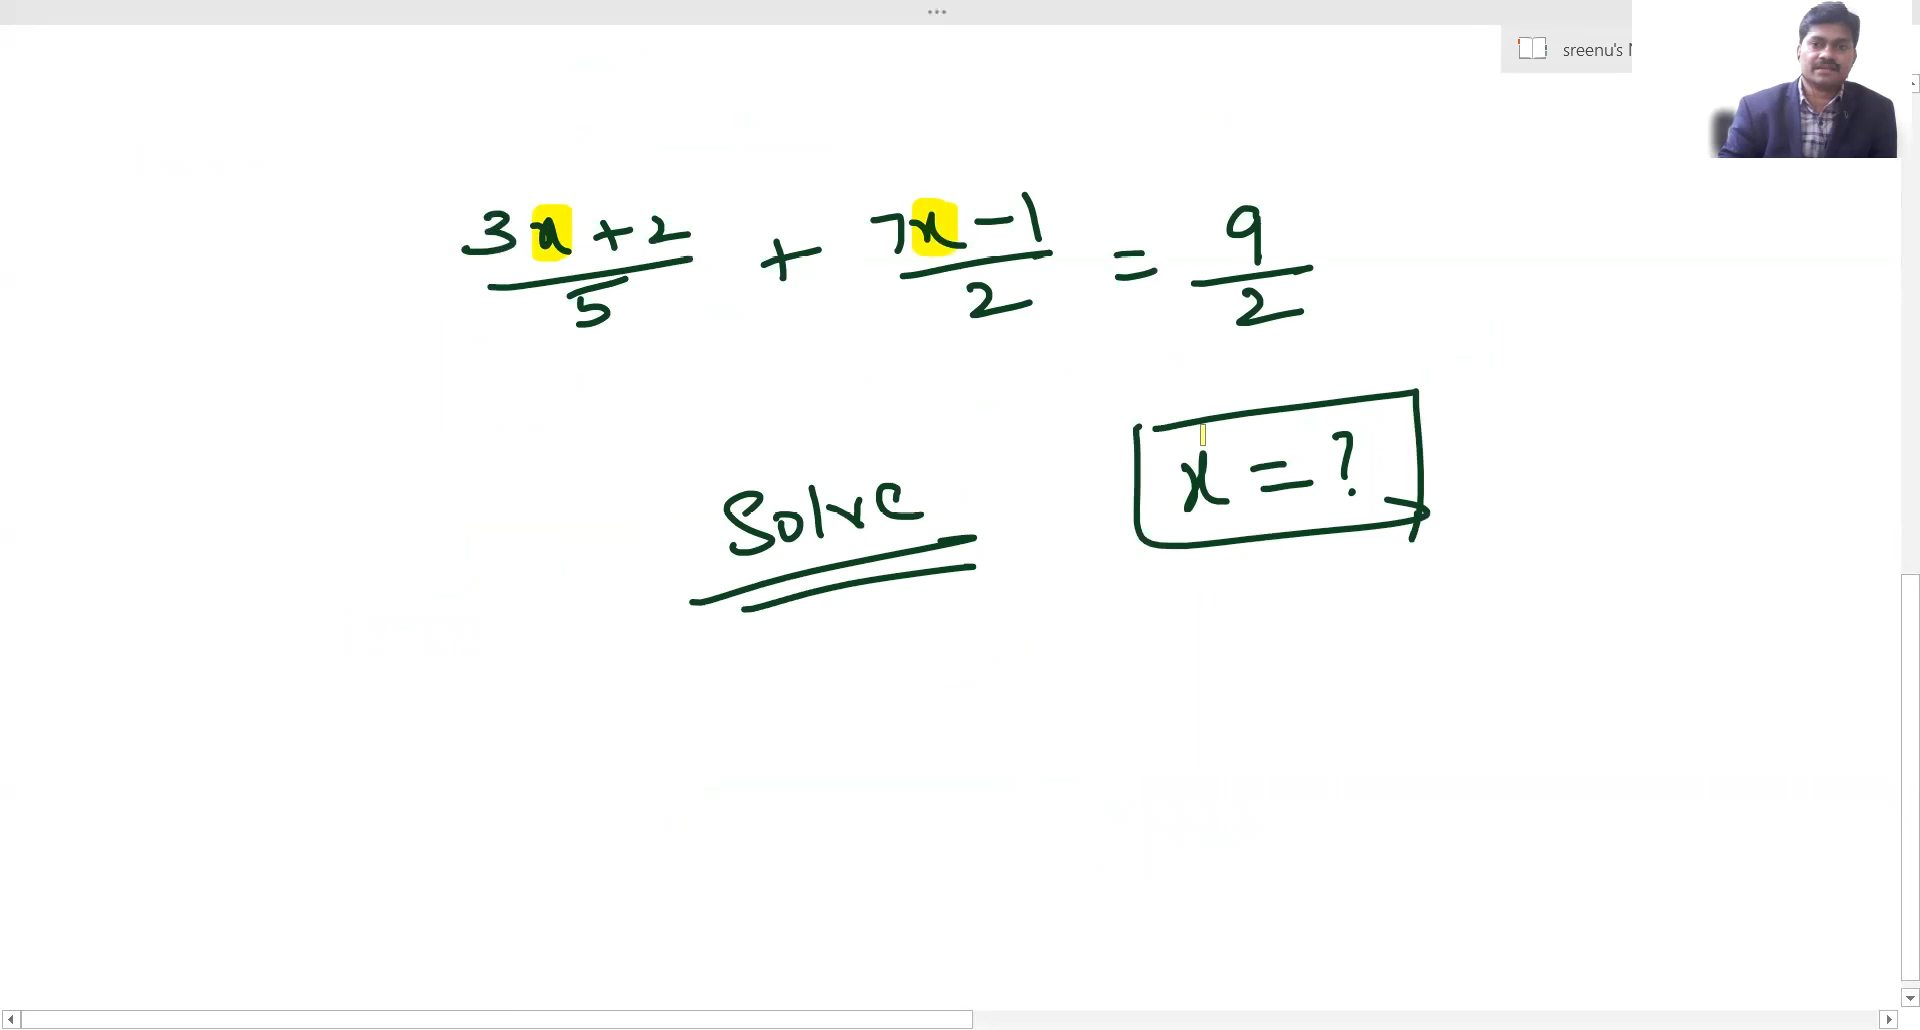 sreenu's
3x + 2 / 5 + 7x - 1 / 2 = 9 / 2
x = ?
Solve